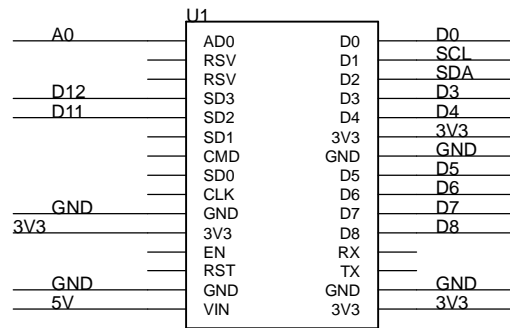 U1
A0 AD0 D0 D0
RSV D1 SCL
RSV D2 SDA
D12 SD3 D3 D3
D11 SD2 D4 D4
SD1 3V3 3V3
CMD GND GND
SD0 D5 D5
CLK D6 D6
GND GND D7 D7
3V3 3V3 D8 D8
EN RX
RST TX
GND GND GND GND
5V VIN 3V3 3V3